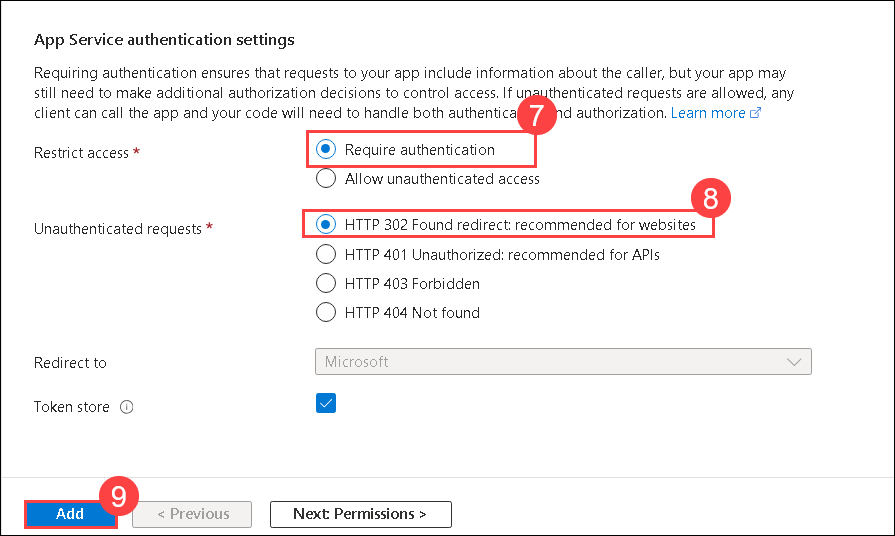 App Service authentication settings
Requiring authentication ensures that requests to your app include information about the caller, but your app may
still need to make additional authorization decisions to control access. If unauthenticated requests are allowed, any
client can call the app and your code will need to handle both authentication and authorization. Learn more
7
Restrict access *
Require authentication
Allow unauthenticated access
8
Unauthenticated requests *
HTTP 302 Found redirect: recommended for websites
HTTP 401 Unauthorized: recommended for APIs
HTTP 403 Forbidden
HTTP 404 Not found
Redirect to
Microsoft
Token store
9
Add
< Previous
Next: Permissions >